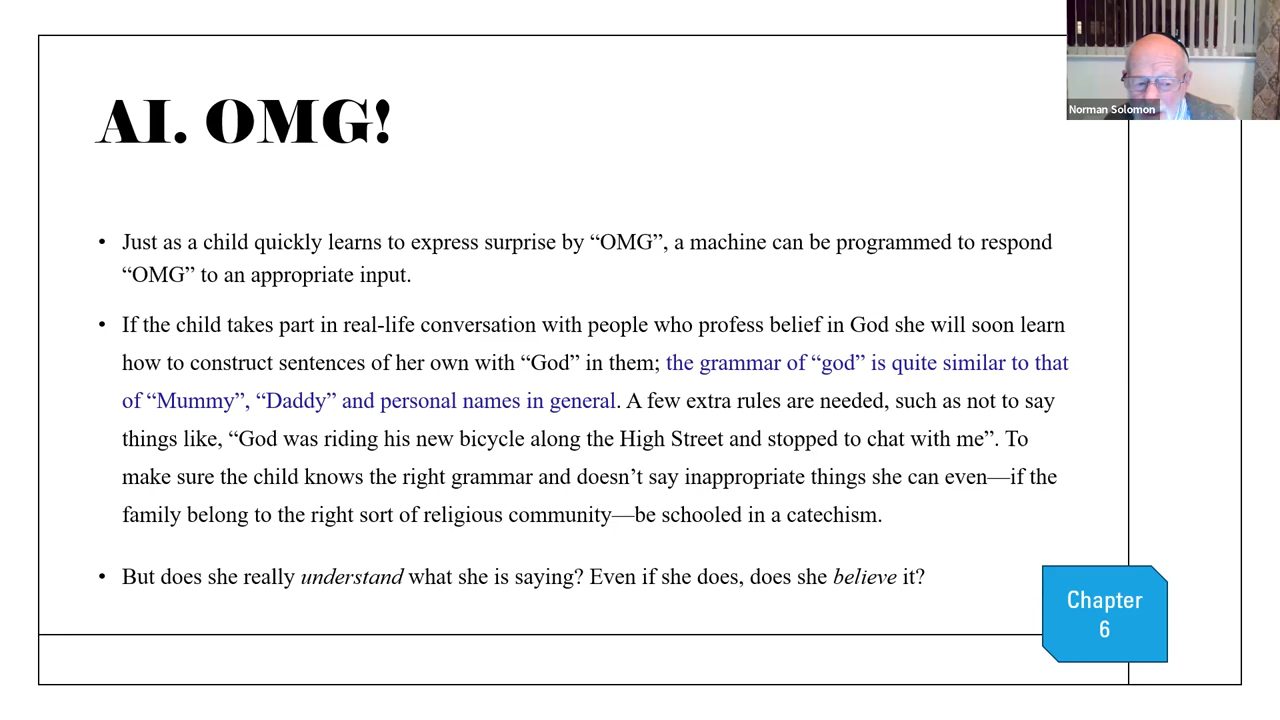 AI. OMG!
Norman Solomon
• Just as a child quickly learns to express surprise by “OMG”, a machine can be programmed to respond
“OMG” to an appropriate input.
• If the child takes part in real-life conversation with people who profess belief in God she will soon learn
how to construct sentences of her own with “God” in them; the grammar of “god” is quite similar to that
of “Mummy”, “Daddy” and personal names in general. A few extra rules are needed, such as not to say
things like, “God was riding his new bicycle along the High Street and stopped to chat with me”. To
make sure the child knows the right grammar and doesn’t say inappropriate things she can even—if the
family belong to the right sort of religious community—be schooled in a catechism.
• But does she really understand what she is saying? Even if she does, does she believe it?
Chapter
6